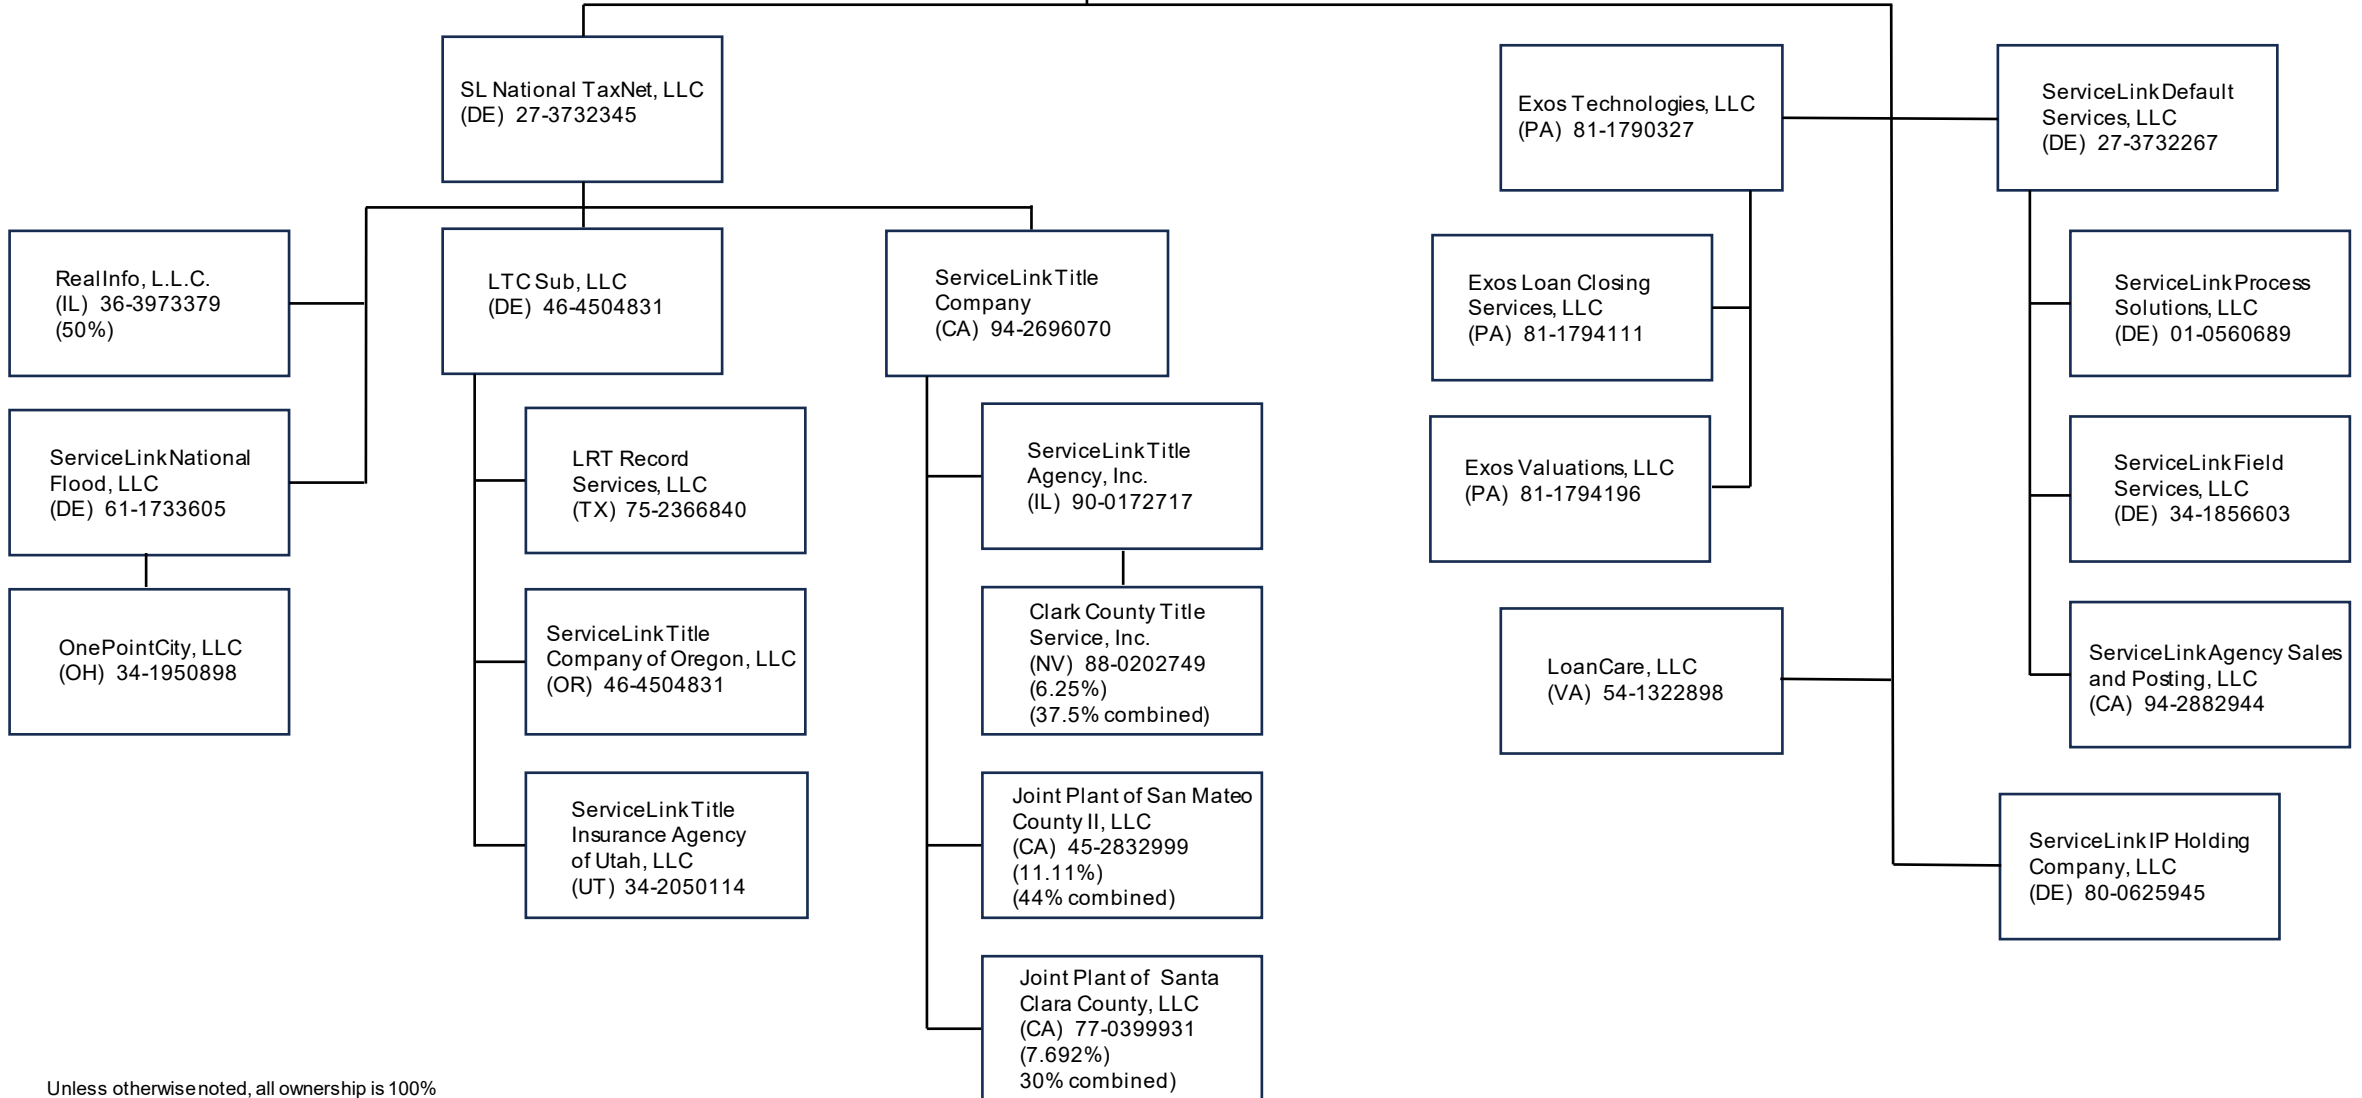 SL National TaxNet, LLC
(DE) 27-3732345
Exos Technologies, LLC
(PA) 81-1790327
ServiceLink Default
Services, LLC
(DE) 27-3732267
RealInfo, L.L.C.
(IL) 36-3973379
(50%)
LTC Sub, LLC
(DE) 46-4504831
ServiceLink Title
Company
(CA) 94-2696070
Exos Loan Closing
Services, LLC
(PA) 81-1794111
ServiceLink Process
Solutions, LLC
(DE) 01-0560689
ServiceLink National
Flood, LLC
(DE) 61-1733605
LRT Record
Services, LLC
(TX) 75-2366840
ServiceLink Title
Agency, Inc.
(IL) 90-0172717
Exos Valuations, LLC
(PA) 81-1794196
ServiceLink Field
Services, LLC
(DE) 34-1856603
OnePointCity, LLC
(OH) 34-1950898
ServiceLink Title
Company of Oregon, LLC
(OR) 46-4504831
Clark County Title
Service, Inc.
(NV) 88-0202749
(6.25%)
(37.5% combined)
LoanCare, LLC
(VA) 54-1322898
ServiceLink Agency Sales
and Posting, LLC
(CA) 94-2882944
ServiceLink Title
Insurance Agency
of Utah, LLC
(UT) 34-2050114
Joint Plant of San Mateo
County II, LLC
(CA) 45-2832999
(11.11%)
(44% combined)
ServiceLink IP Holding
Company, LLC
(DE) 80-0625945
Joint Plant of Santa
Clara County, LLC
(CA) 77-0399931
(7.692%)
30% combined)
Unless otherwise noted, all ownership is 100%